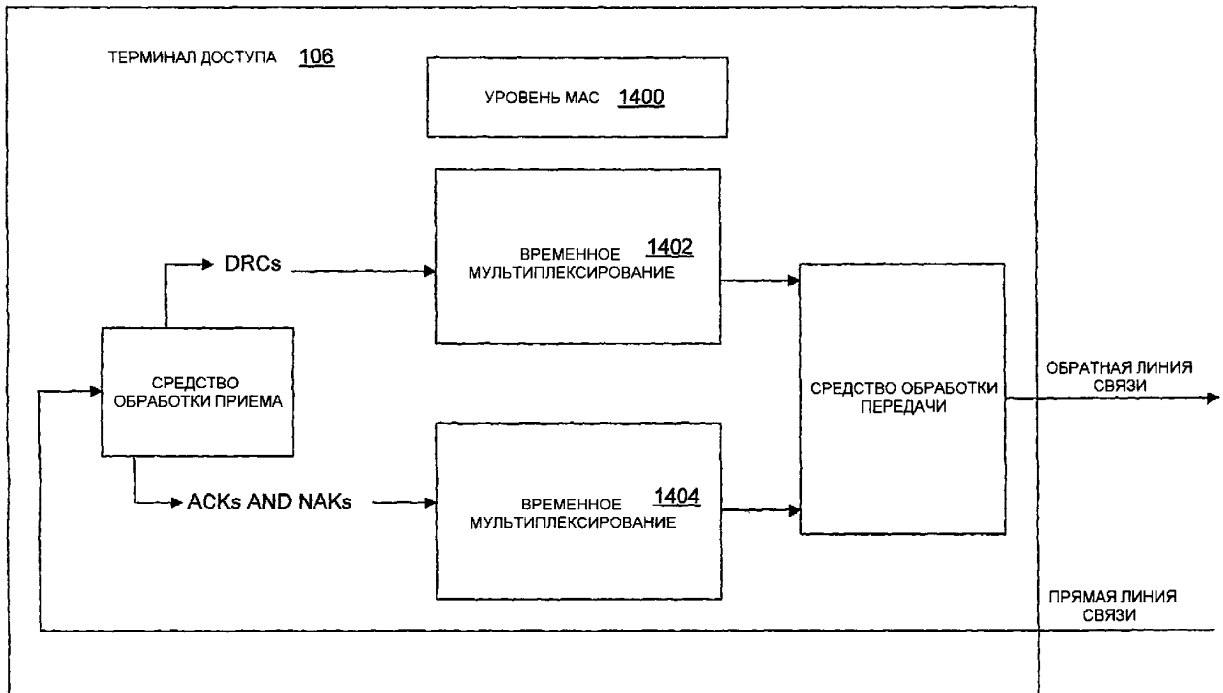 ТЕРМИНАЛ ДОСТУПА 106
УРОВЕНЬ MAC 1400
ВРЕМЕННОЕ 1402
МУЛЬТИПЛЕКСИРОВАНИЕ
DRCs
СРЕДСТВО
ОБРАБОТКИ ПРИЕМА
СРЕДСТВО ОБРАБОТКИ
ПЕРЕДАЧИ
ОБРАТНАЯ ЛИНИЯ
СВЯЗИ
ACKs AND NAKs
ВРЕМЕННОЕ 1404
МУЛЬТИПЛЕКСИРОВАНИЕ
ПРЯМАЯ ЛИНИЯ
СВЯЗИ